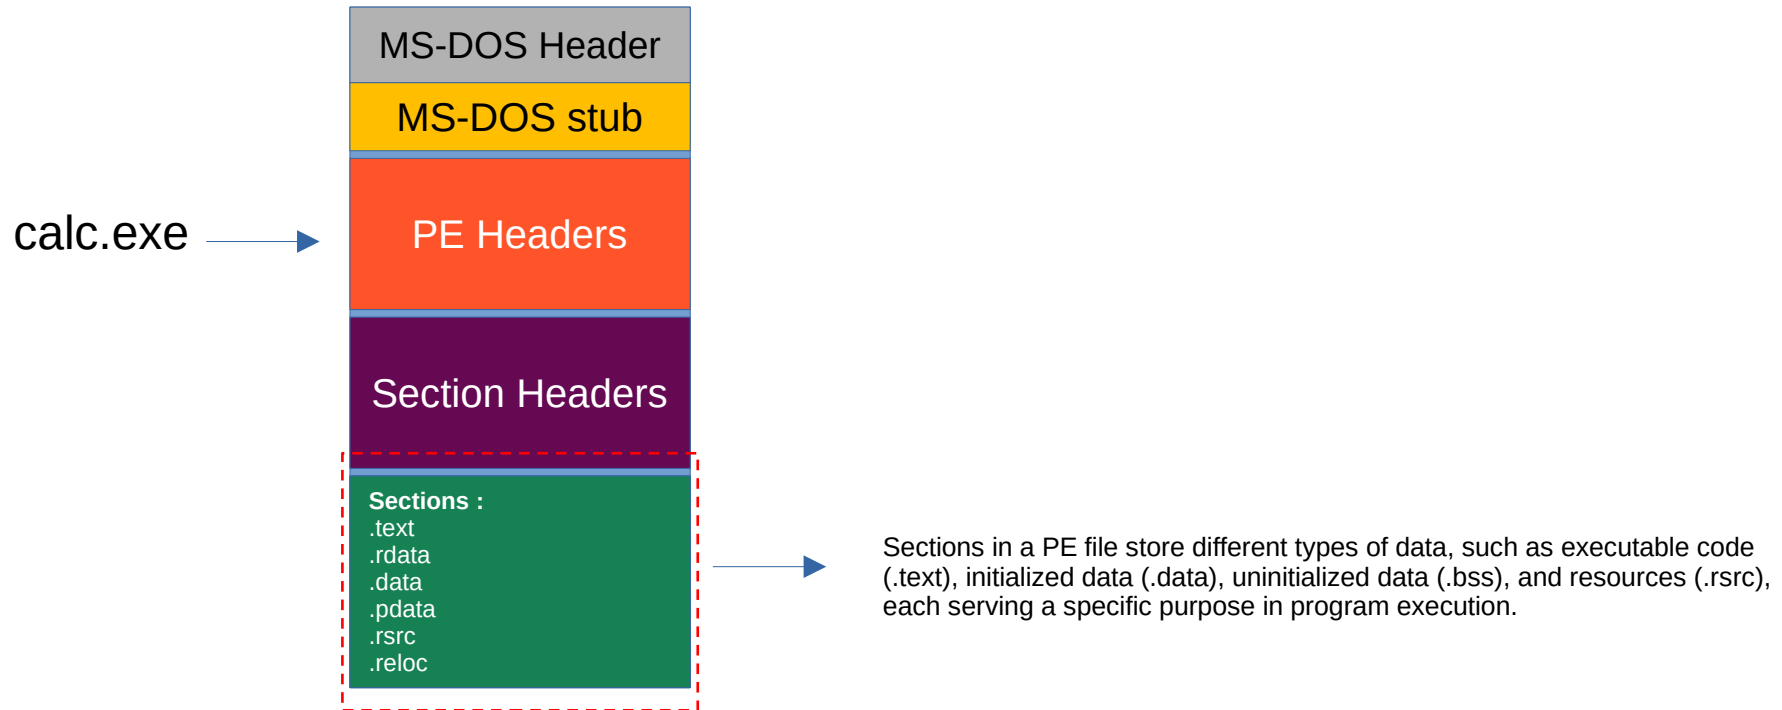 MS-DOS Header
MS-DOS stub
calc.exe
PE Headers
Section Headers
Sections :
.text
.rdata
.data
.pdata
.rsrc
.reloc
Sections in a PE file store different types of data, such as executable code
(.text), initialized data (.data), uninitialized data (.bss), and resources (.rsrc),
each serving a specific purpose in program execution.